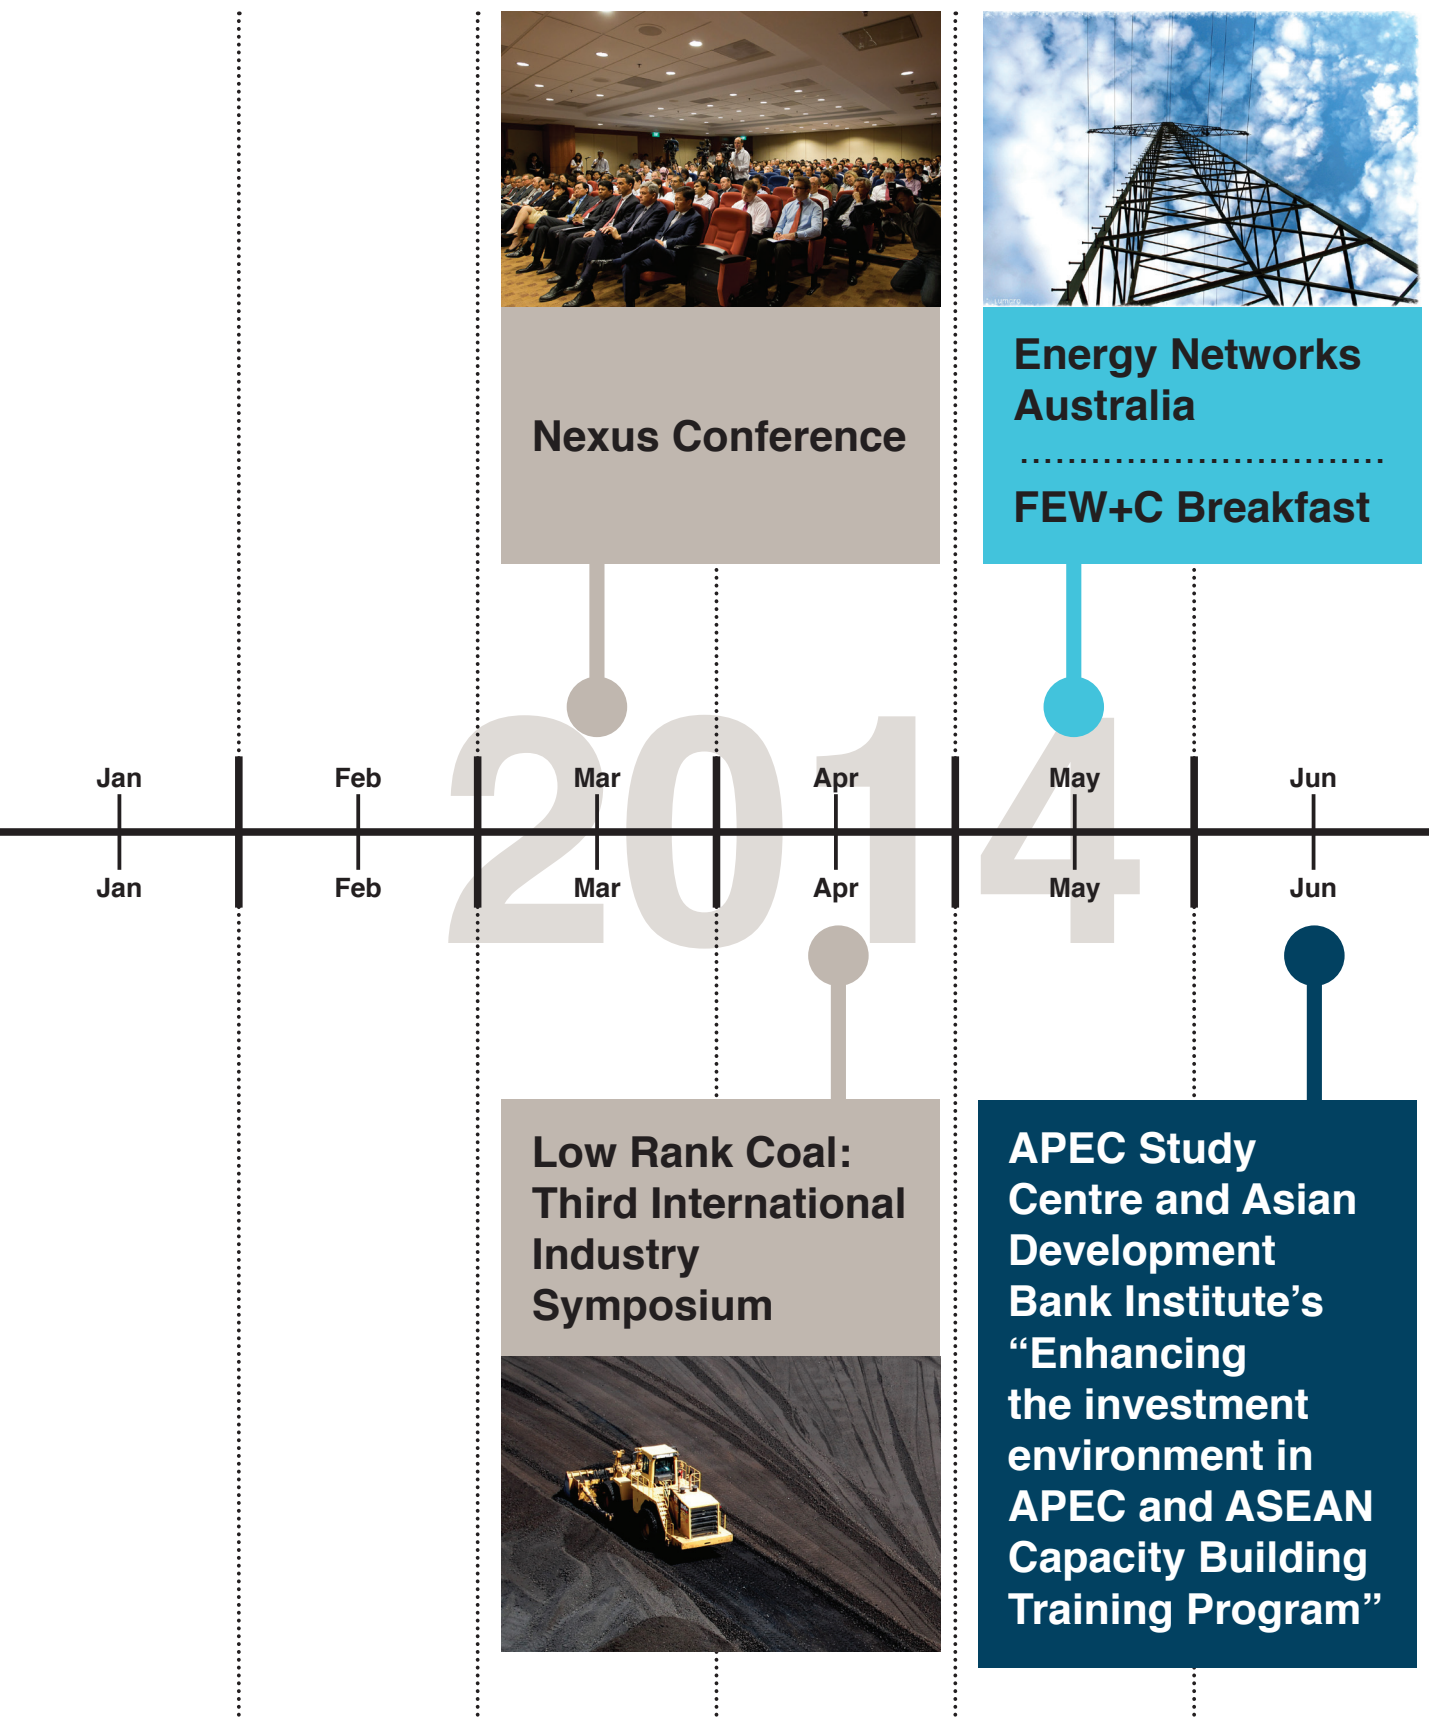 Nexus Conference
Energy Networks
Australia
FEW+C Breakfast
2014
Jan
Feb
Mar
Apr
May
Jun
Jan
Feb
Mar
Apr
May
Jun
Low Rank Coal:
Third International
Industry
Symposium
APEC Study
Centre and Asian
Development
Bank Institute’s
“Enhancing
the investment
environment in
APEC and ASEAN
Capacity Building
Training Program”